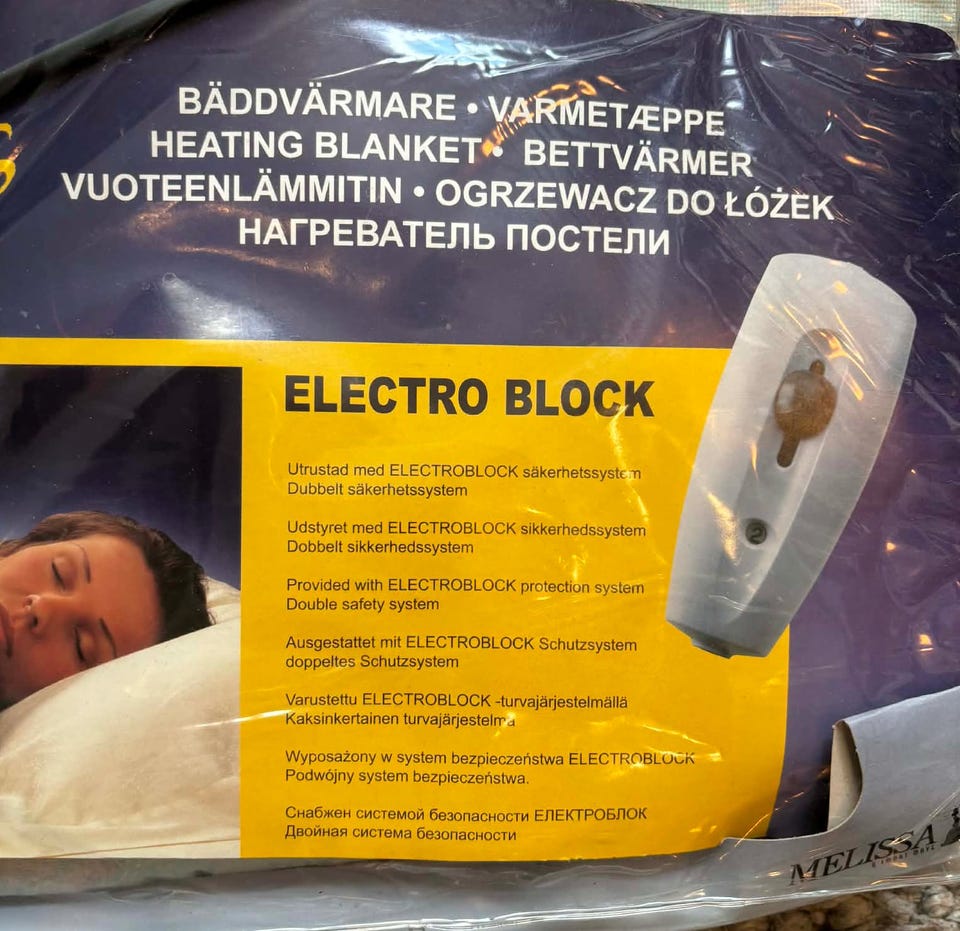 BÄDDVÄRMARE • VARMETÆPPE
HEATING BLANKET • BETTVÄRMER
VUOTEENLÄMMITIN • OGRZEWACZ DO ŁÓŻEK
НАГРЕВАТЕЛЬ ПОСТЕЛИ
ELECTRO BLOCK
Utrustad med ELECTROBLOCK säkerhetssystem
Dubbelt säkerhetssystem
Udstyret med ELECTROBLOCK sikkerhedssystem
Dobbelt sikkerhedssystem
Provided with ELECTROBLOCK protection system
Double safety system
Ausgestattet mit ELECTROBLOCK Schutzsystem
doppeltes Schutzsystem
Varustettu ELECTROBLOCK -turvajärjestelmällä
Kaksinkertainen turvajärjestelmä
Wyposażony w system bezpieczeństwa ELECTROBLOCK
Podwójny system bezpieczeństwa.
Снабжен системой безопасности ЕЛЕКТРОБЛОК
Двойная система безопасности
2
MELISSA